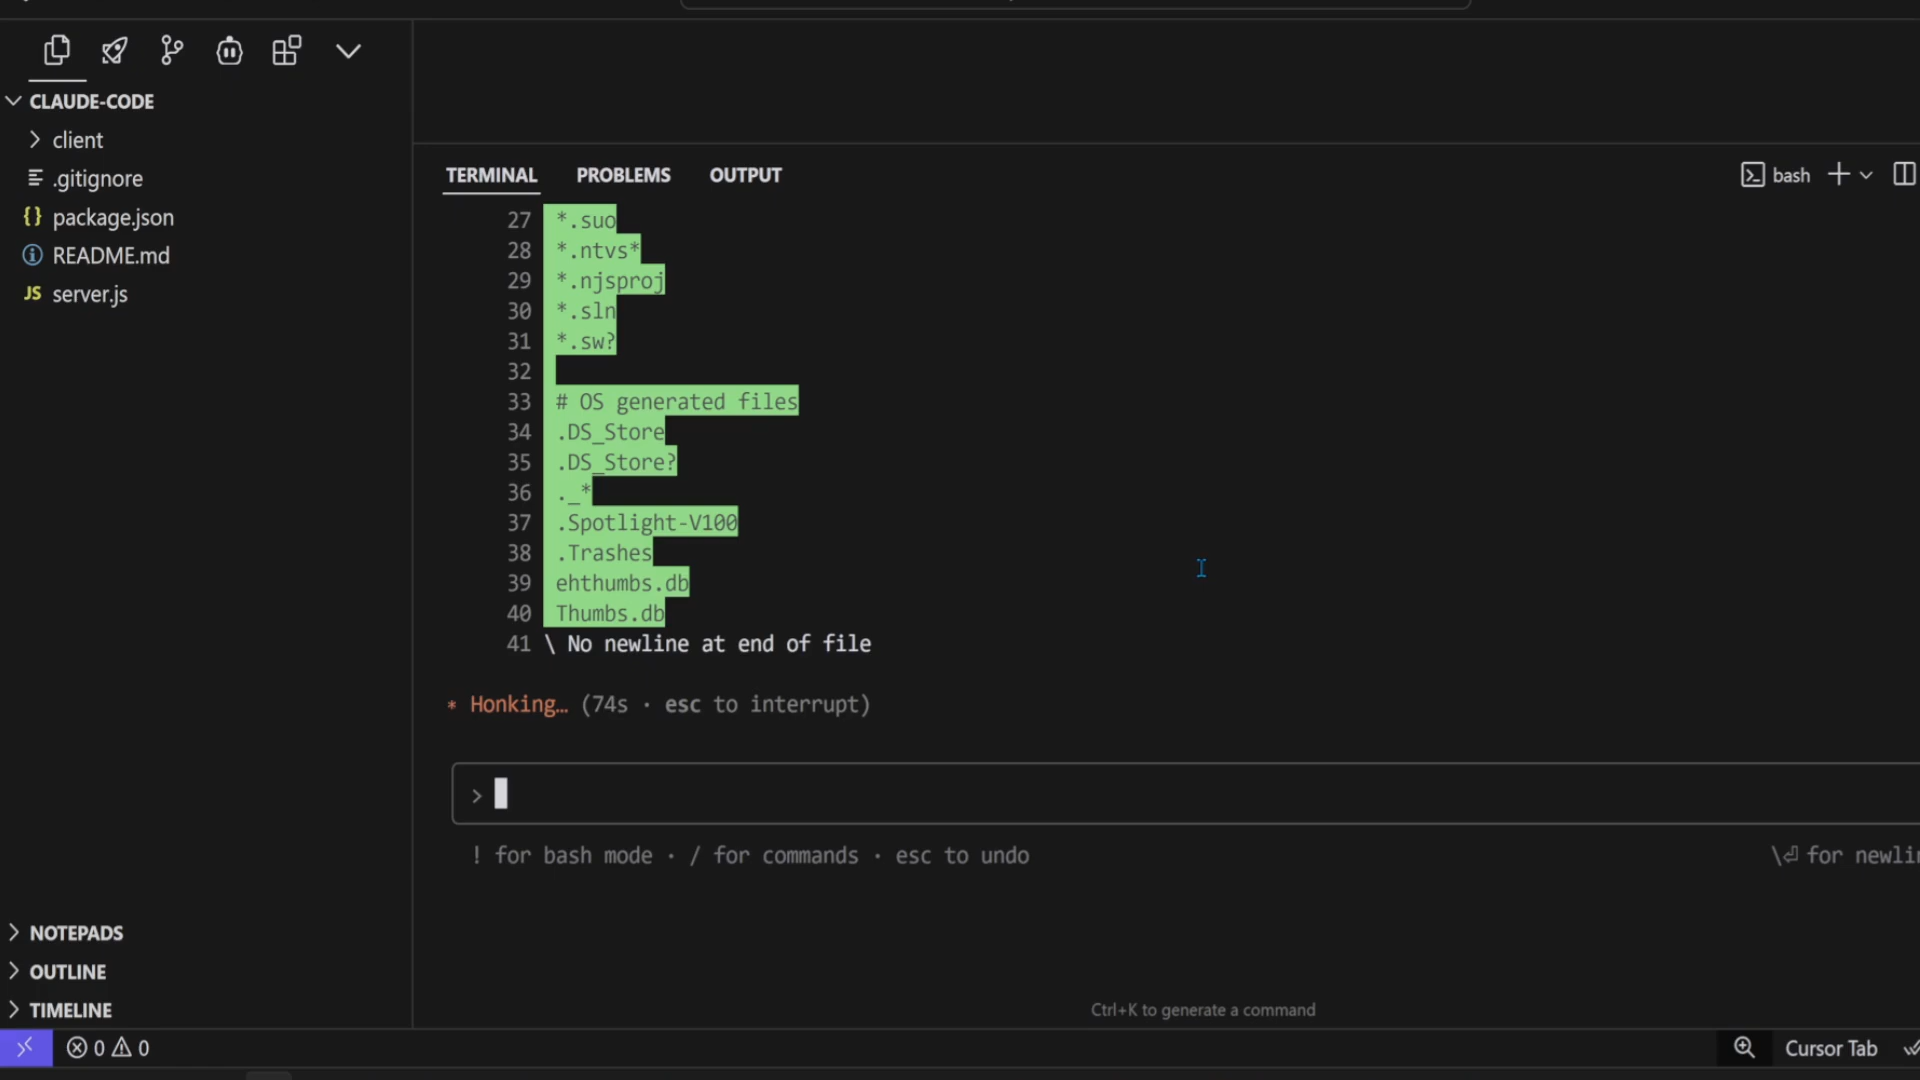 CLAUDE-CODE
client
.gitignore
{} package.json
README.md
JS server.js
TERMINAL PROBLEMS OUTPUT
bash
27 *.suo
28 *.ntvs*
29 *.njsproj
30 *.sln
31 *.sw?
32
33 # OS generated files
34 .DS_Store
35 .DS_Store?
36 ._*
37 .Spotlight-V100
38 .Trashes
39 ehthumbs.db
40 Thumbs.db
41 \ No newline at end of file
* Honking… (74s · esc to interrupt)
>
! for bash mode · / for commands · esc to undo
\⏎ for newlin
NOTEPADS
OUTLINE
TIMELINE
Ctrl+K to generate a command
0 0
Cursor Tab